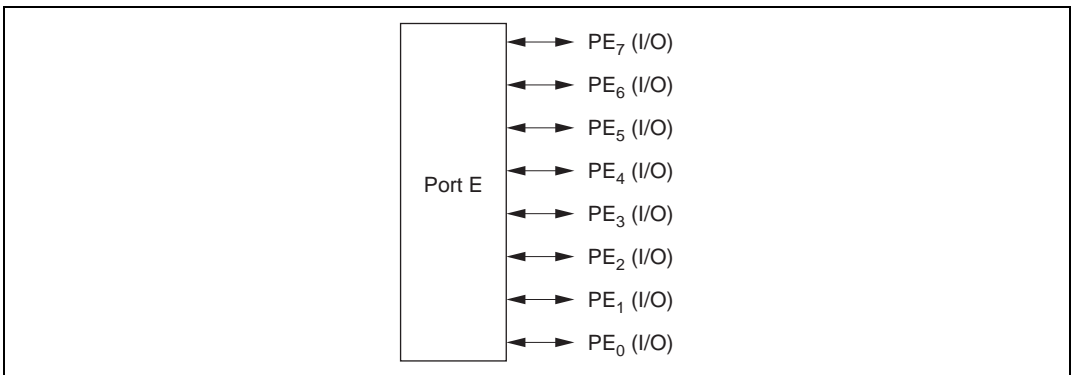 PE₇ (I/O)
PE₆ (I/O)
PE₅ (I/O)
PE₄ (I/O)
Port E
PE₃ (I/O)
PE₂ (I/O)
PE₁ (I/O)
PE₀ (I/O)